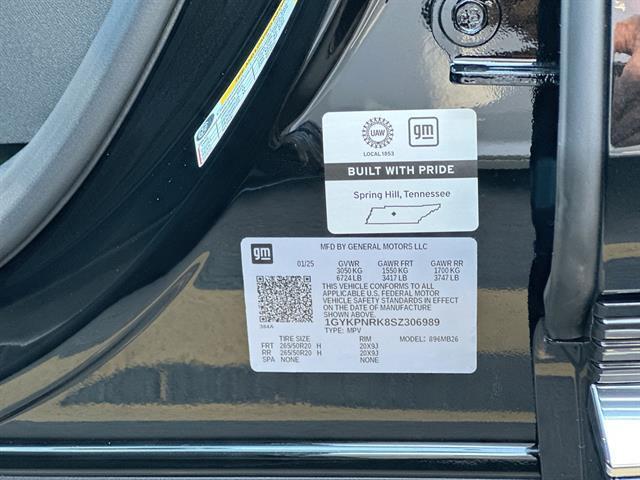 UAW
gm
LOCAL 1853
BUILT WITH PRIDE
Spring Hill, Tennessee
gm
MFD BY GENERAL MOTORS LLC
01/25 GVWR GAWR FRT GAWR RR
3050 KG 1550 KG 1700 KG
6724 LB 3417 LB 3747 LB
THIS VEHICLE CONFORMS TO ALL
APPLICABLE U.S. FEDERAL MOTOR
VEHICLE SAFETY STANDARDS IN EFFECT
ON THE DATE OF MANUFACTURE
SHOWN ABOVE.
1GYKPNRK8SZ306989
384A
TYPE: MPV
TIRE SIZE RIM MODEL: 896MB26
FRT 265/50R20 H 20X9J
RR 265/50R20 H 20X9J
SPA NONE NONE